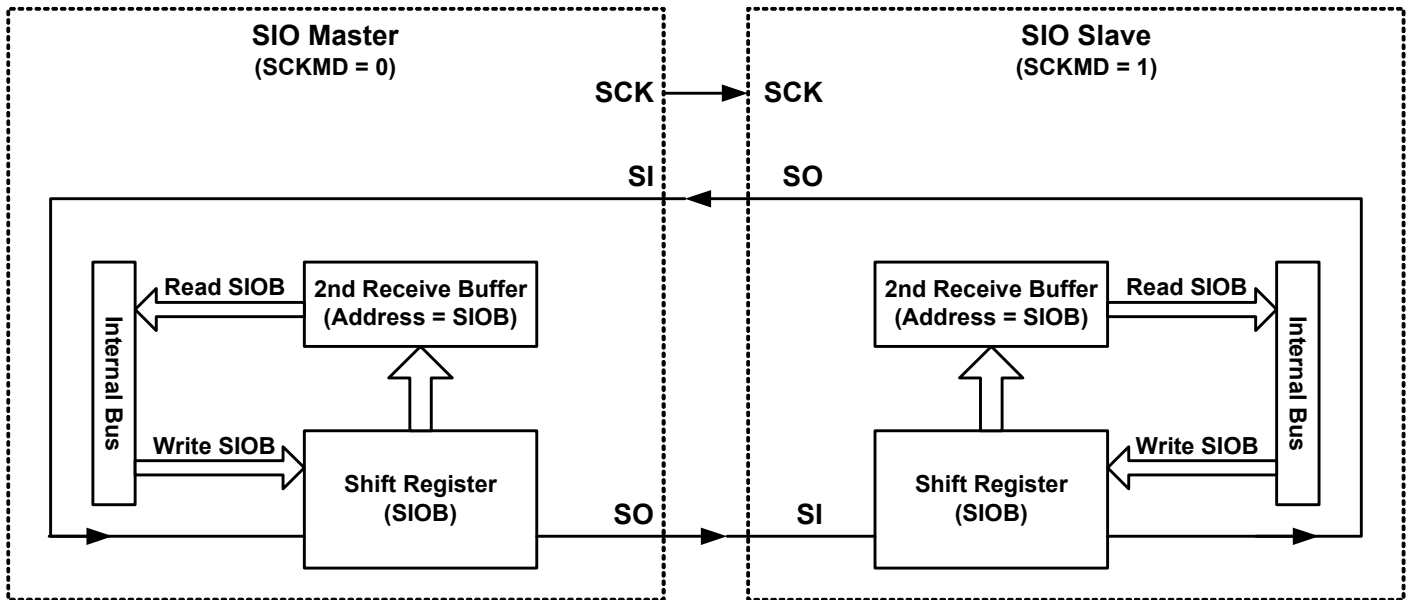 SIO Master
(SCKMD = 0)
SIO Slave
(SCKMD = 1)
SCK
SCK
SI
SO
Read SIOB
2nd Receive Buffer
(Address = SIOB)
2nd Receive Buffer
(Address = SIOB)
Read SIOB
Internal Bus
Internal Bus
Write SIOB
Shift Register
(SIOB)
Shift Register
(SIOB)
Write SIOB
SO
SI